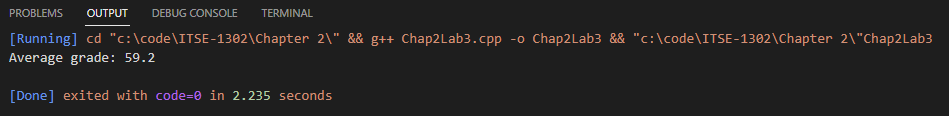 PROBLEMS OUTPUT DEBUG CONSOLE TERMINAL
[Running] cd "c:\code\ITSE-1302\Chapter 2\" && g++ Chap2Lab3.cpp -o Chap2Lab3 && "c:\code\ITSE-1302\Chapter 2\"Chap2Lab3
Average grade: 59.2
[Done] exited with code=0 in 2.235 seconds